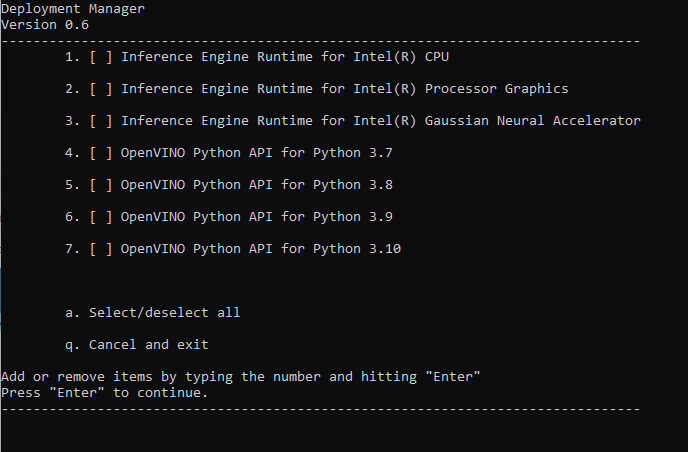 Deployment Manager
Version 0.6
--------------------------------------------------------------------------------
1. [ ] Inference Engine Runtime for Intel(R) CPU
2. [ ] Inference Engine Runtime for Intel(R) Processor Graphics
3. [ ] Inference Engine Runtime for Intel(R) Gaussian Neural Accelerator
4. [ ] OpenVINO Python API for Python 3.7
5. [ ] OpenVINO Python API for Python 3.8
6. [ ] OpenVINO Python API for Python 3.9
7. [ ] OpenVINO Python API for Python 3.10
a. Select/deselect all
q. Cancel and exit
Add or remove items by typing the number and hitting "Enter"
Press "Enter" to continue.
--------------------------------------------------------------------------------